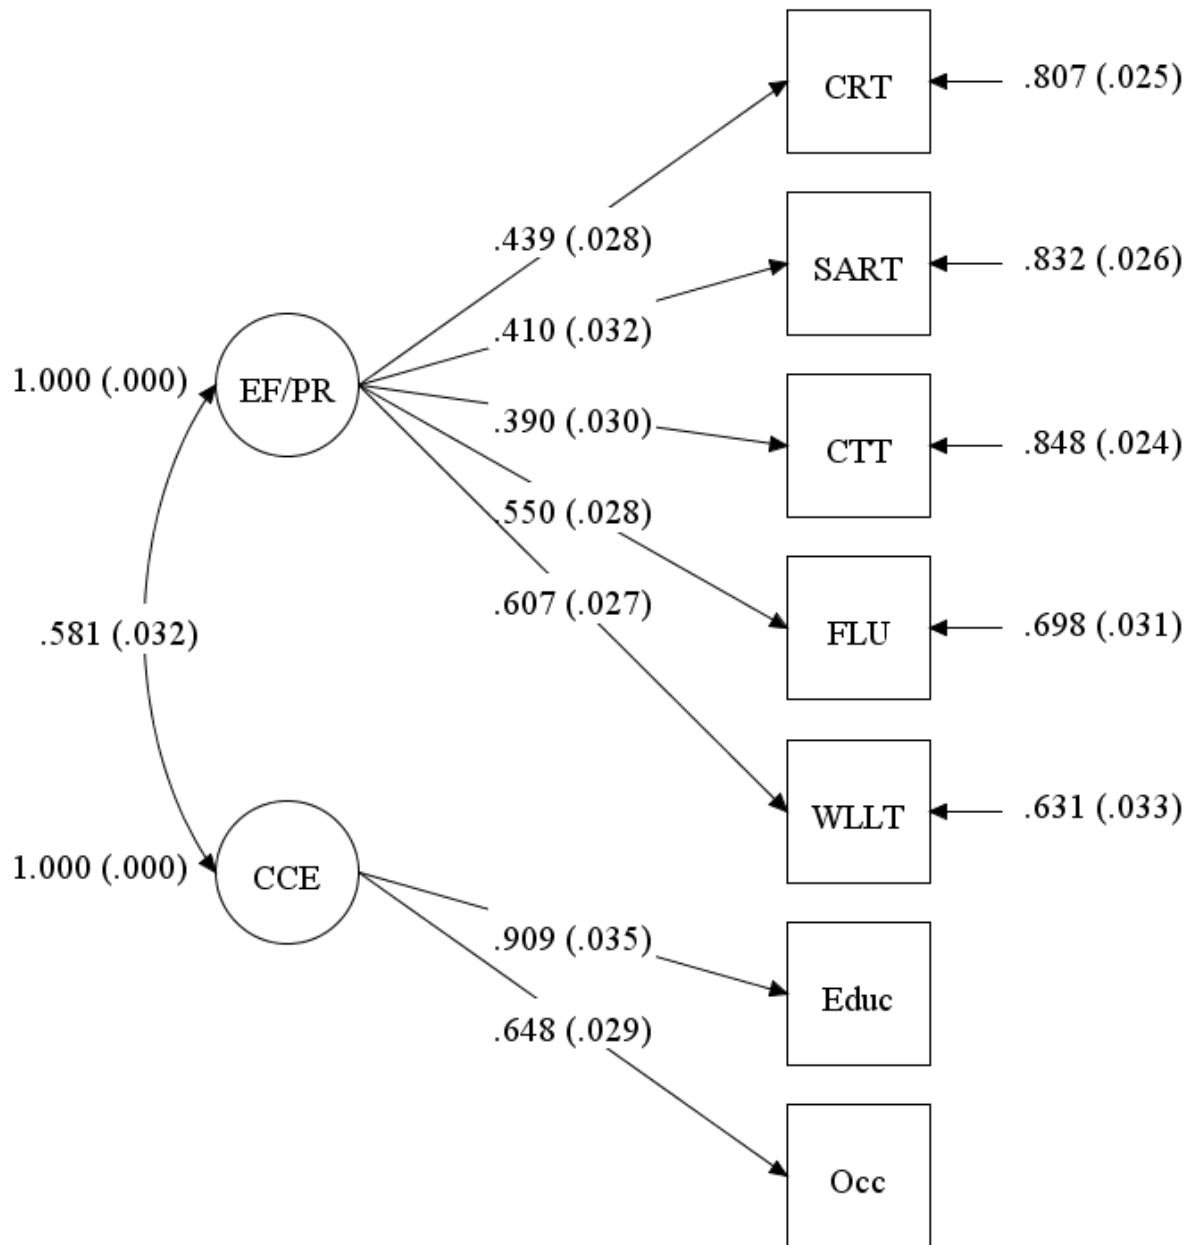 CRT
.807 (.025)
.439 (.028)
SART
.832 (.026)
.410 (.032)
1.000 (.000)
EF/PR
.390 (.030)
CTT
.848 (.024)
.550 (.028)
.607 (.027)
FLU
.698 (.031)
.581 (.032)
WLLT
.631 (.033)
1.000 (.000)
CCE
.909 (.035)
Educ
.648 (.029)
Occ